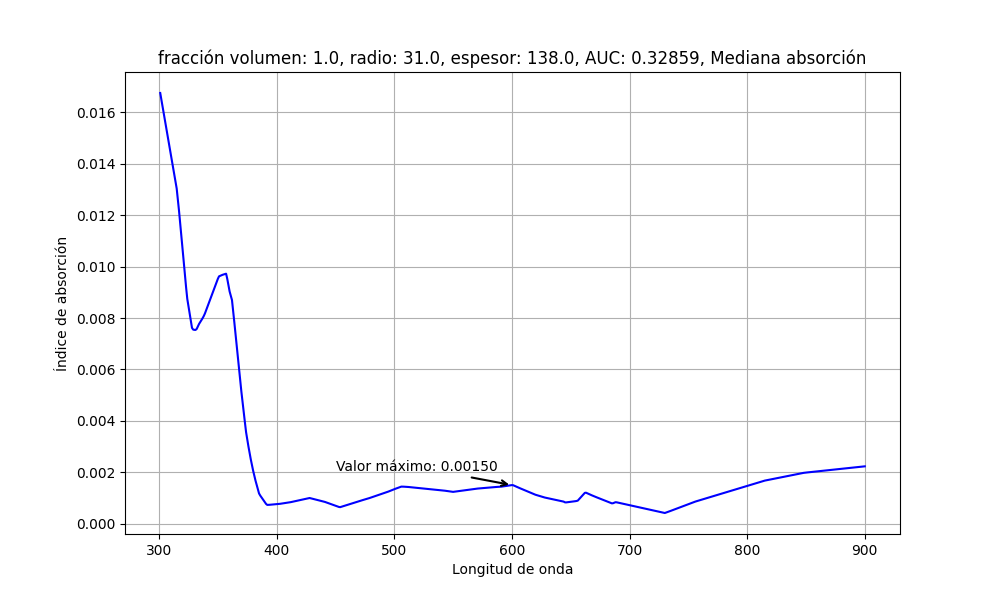 fracción volumen: 1.0, radio: 31.0, espesor: 138.0, AUC: 0.32859, Mediana absorción
Índice de absorción
0.016
0.014
0.012
0.010
0.008
0.006
0.004
0.002
0.000
Valor máximo: 0.00150
300 400 500 600 700 800 900
Longitud de onda